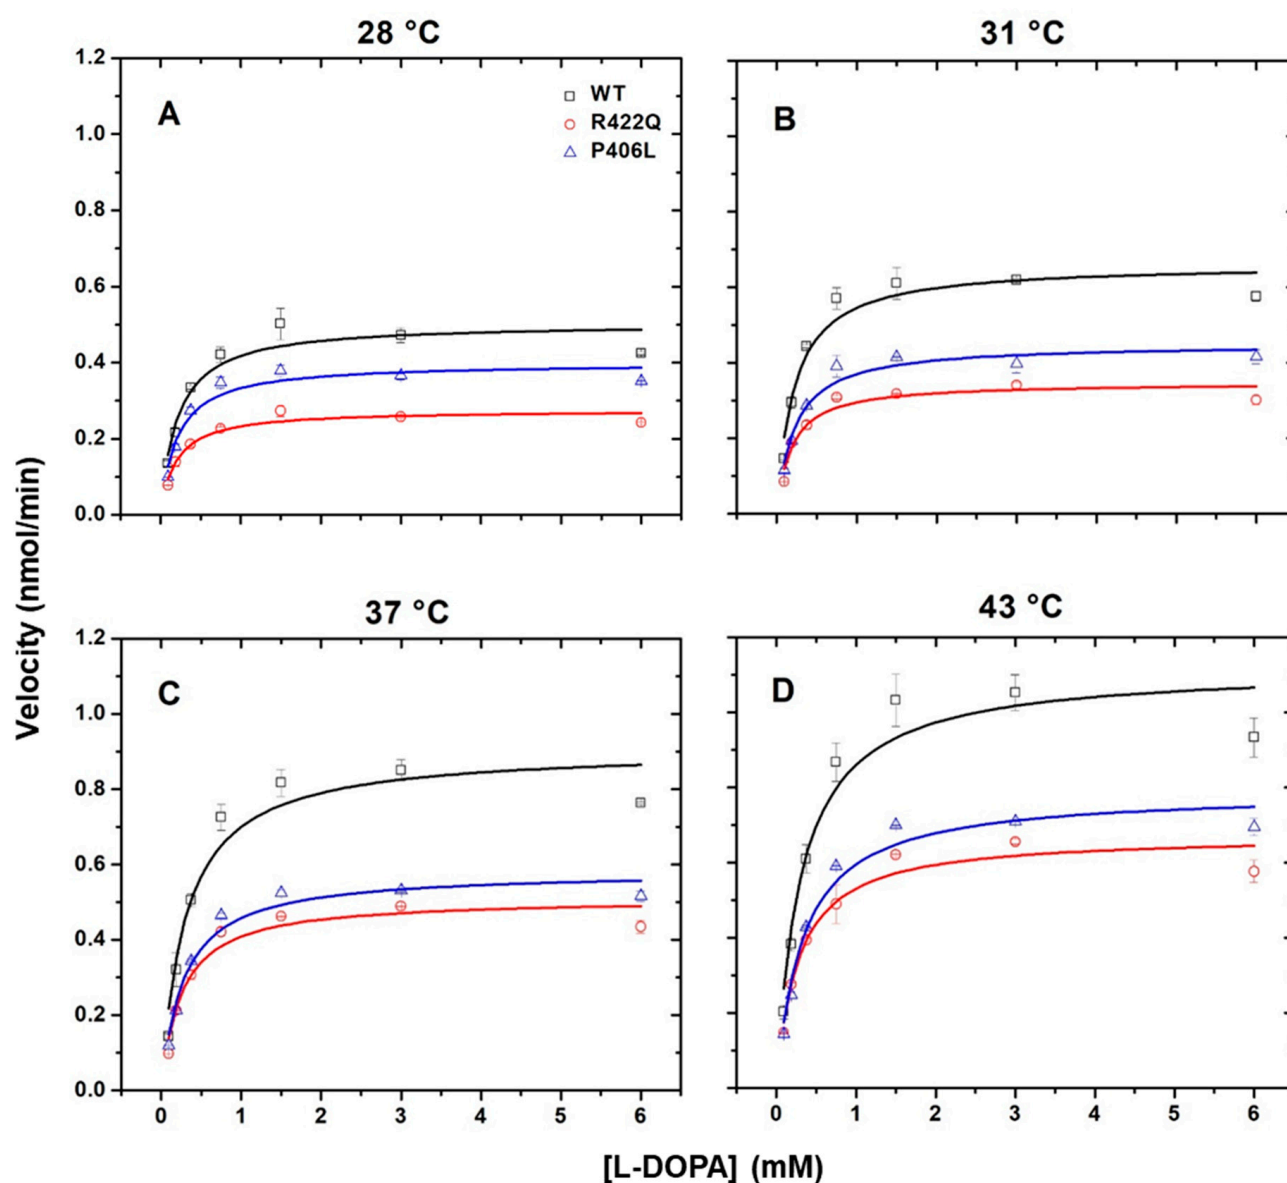 28 °C
31 °C
A
WT
R422Q
P406L
B
1.2
1.0
0.8
0.6
0.4
0.2
0.0
37 °C
43 °C
C
D
1.2
1.0
0.8
0.6
0.4
0.2
0.0
0 1 2 3 4 5 6
0 1 2 3 4 5 6
Velocity (nmol/min)
[L-DOPA] (mM)